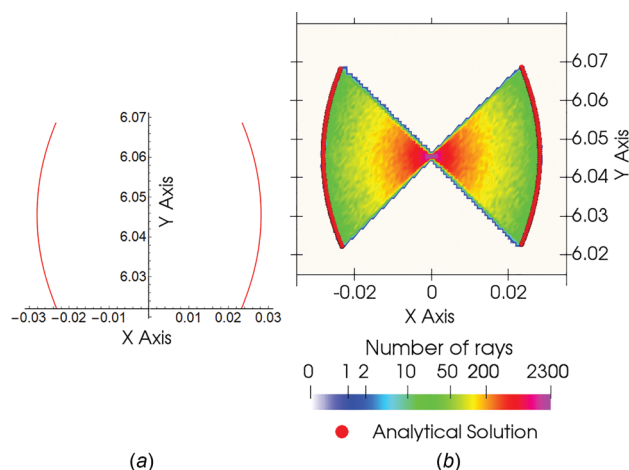 (a)
6.07
6.06
6.05
6.04
6.03
Y Axis
−0.03 −0.02 −0.01 0.01 0.02 0.03
X Axis
(b)
6.07
6.06
6.05
6.04
6.03
6.02
Y Axis
-0.02 0 0.02
X Axis
Number of rays
0 1 2 10 50 200 2300
Analytical Solution